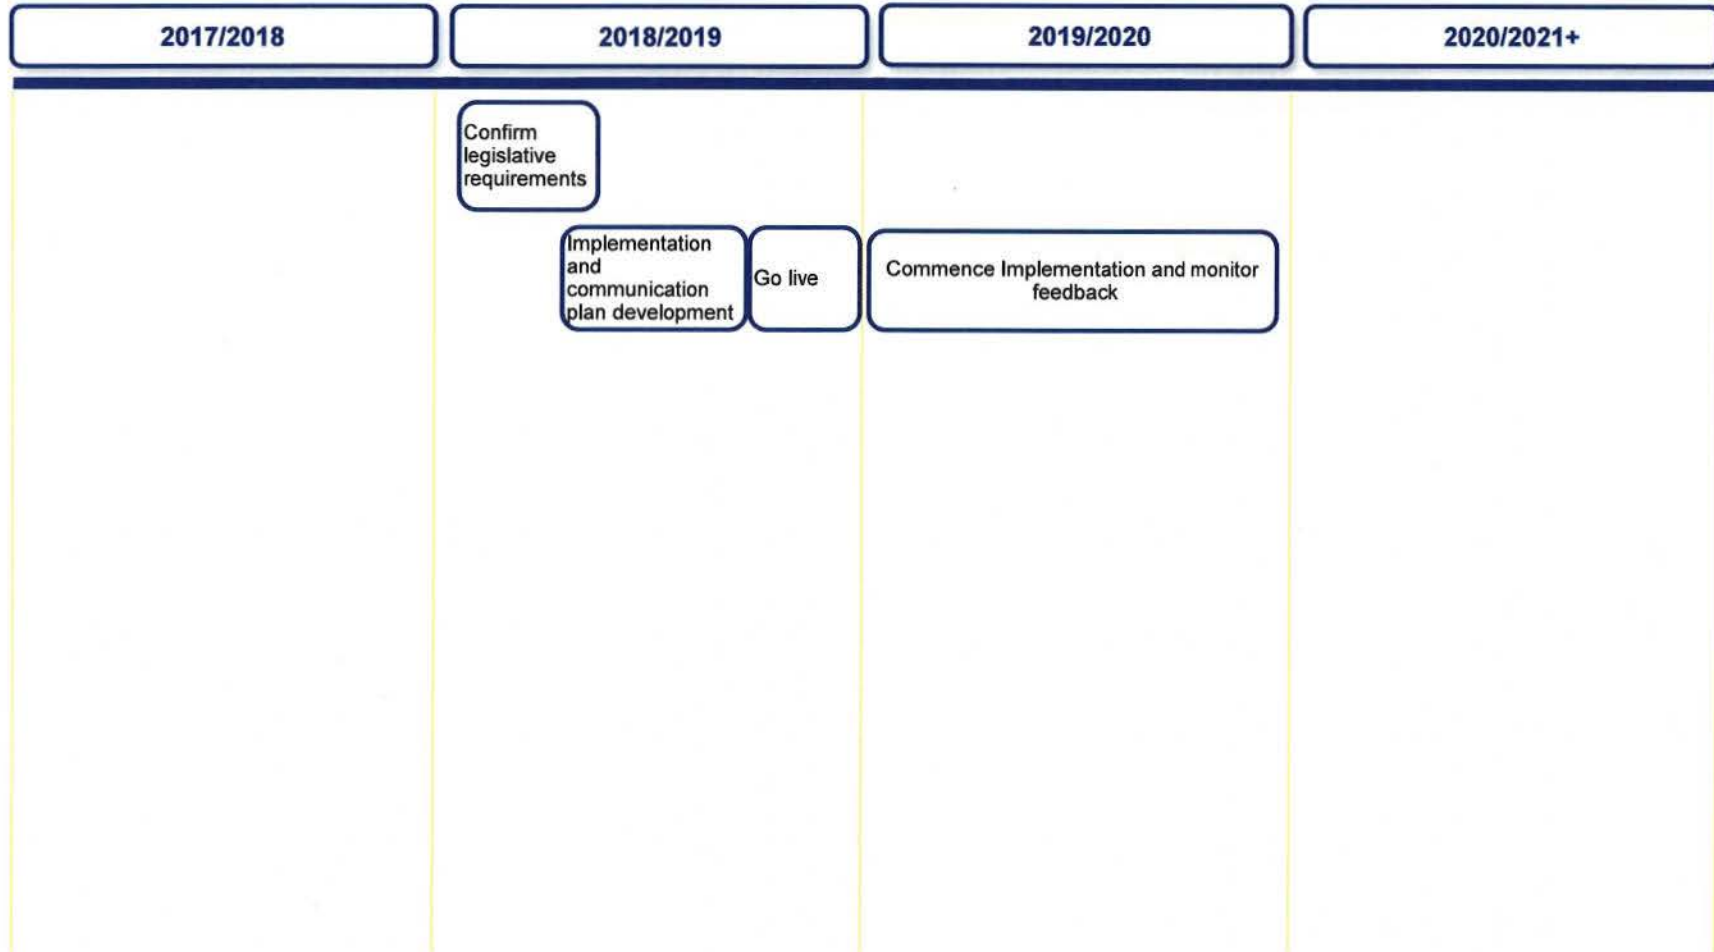 2017/2018
2018/2019
2019/2020
2020/2021+
Confirm
legislative
requirements
Implementation
and
communication
plan development
Go live
Commence Implementation and monitor
feedback